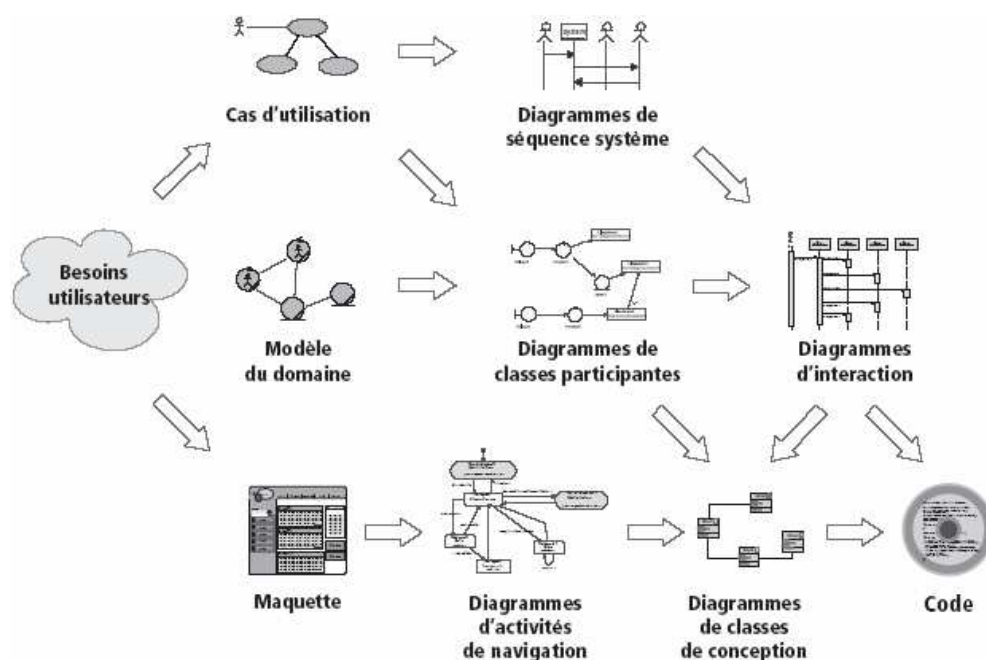 Cas d'utilisation
Diagrammes de
séquence système
Besoins
utilisateurs
Modèle
du domaine
Diagrammes de
classes participantes
Diagrammes
d'interaction
Maquette
Diagrammes
d'activités
de navigation
Diagrammes
de classes
de conception
Code